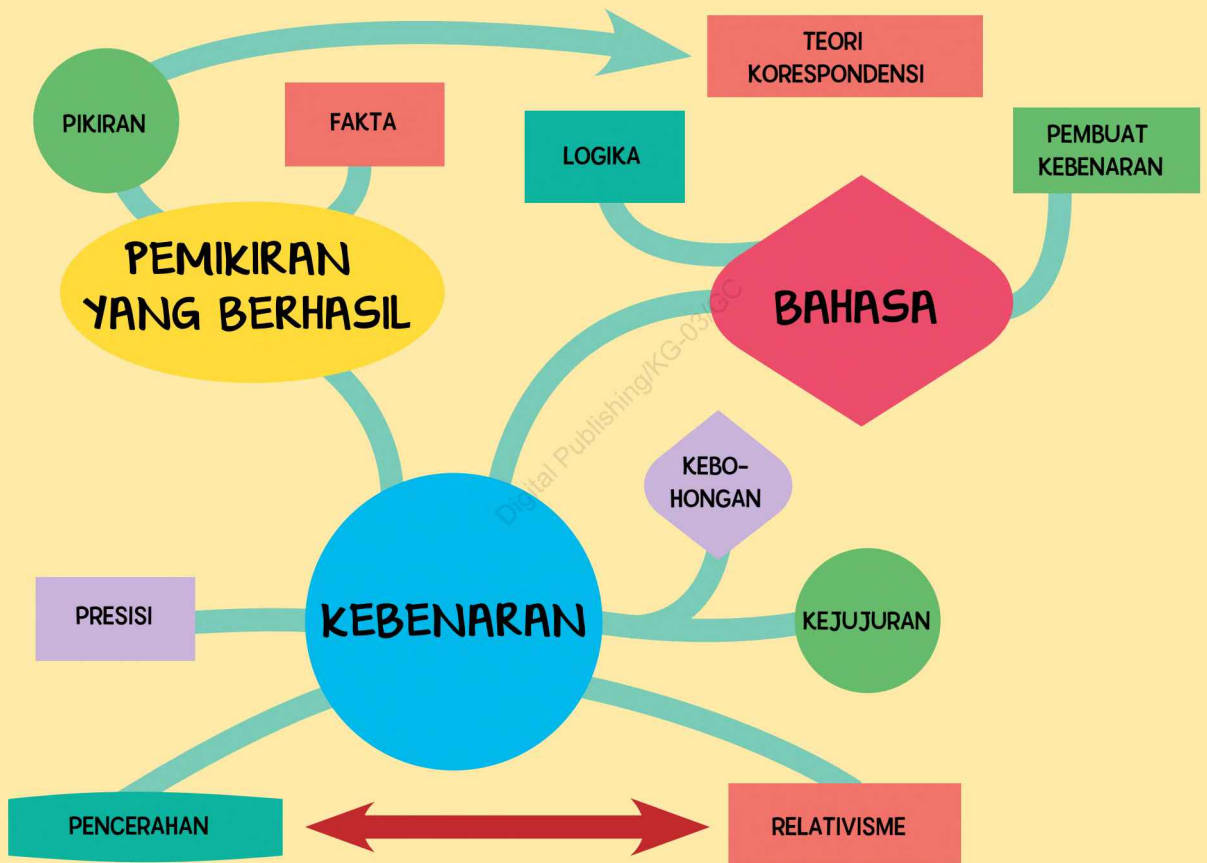 TEORI
KORESPONDENSI
PIKIRAN
FAKTA
LOGIKA
PEMBUAT
KEBENARAN
PEMIKIRAN
YANG BERHASIL
BAHASA
Digital Publishing/KG-03/GC
KEBO-
HONGAN
PRESISI
KEBENARAN
KEJUJURAN
PENCERAHAN
RELATIVISME